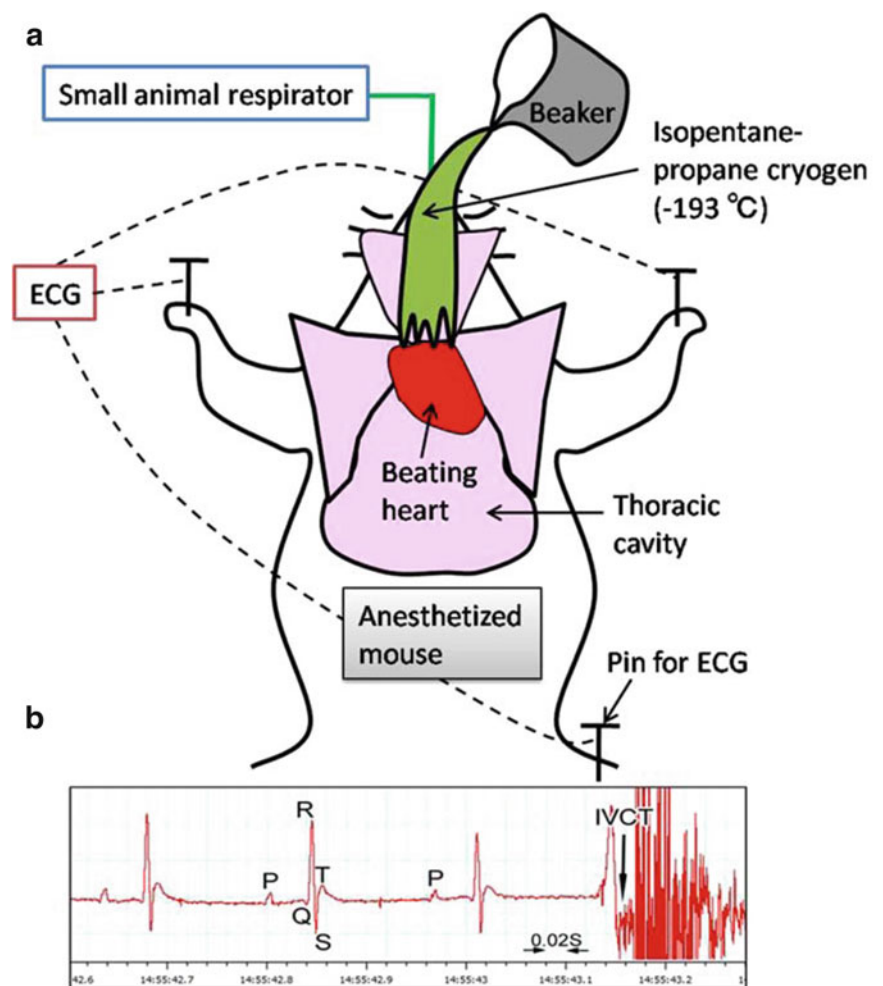 a
Small animal respirator
Beaker
Isopentane-
propane cryogen
(-193 ℃)
ECG
Beating
heart
Thoracic
cavity
Anesthetized
mouse
Pin for ECG
b
R
IVCT
P
T
P
Q
S
0.02S
42.6
14:55:42.7
14:55:42.8
14:55:42.9
14:55:43
14:55:43.1
14:55:43.2